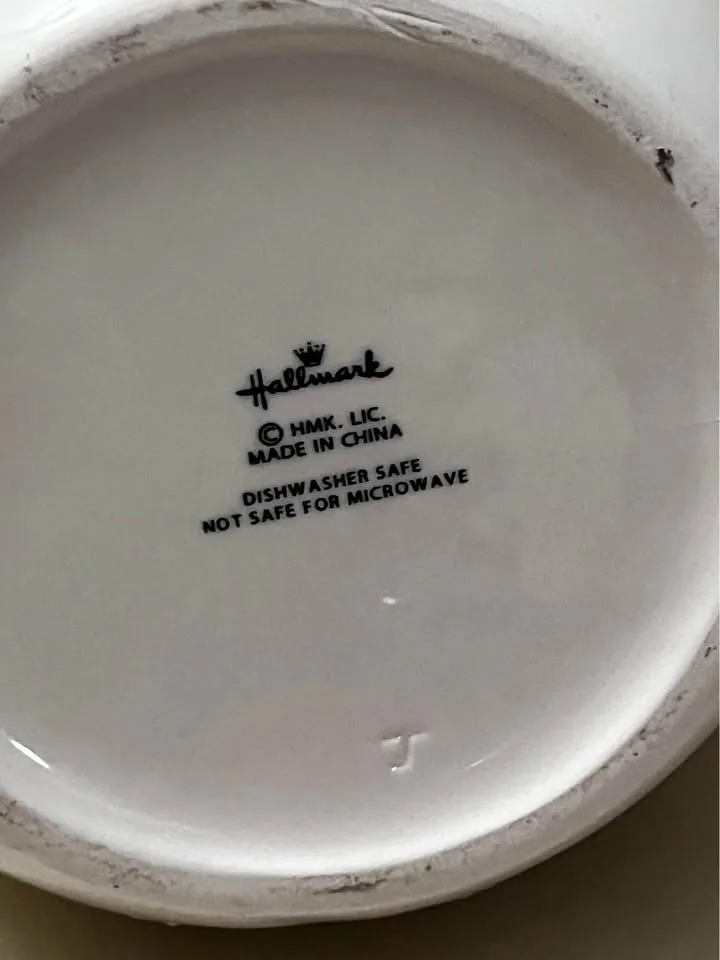 Hallmark
© HMK. LIC.
MADE IN CHINA
DISHWASHER SAFE
NOT SAFE FOR MICROWAVE
J